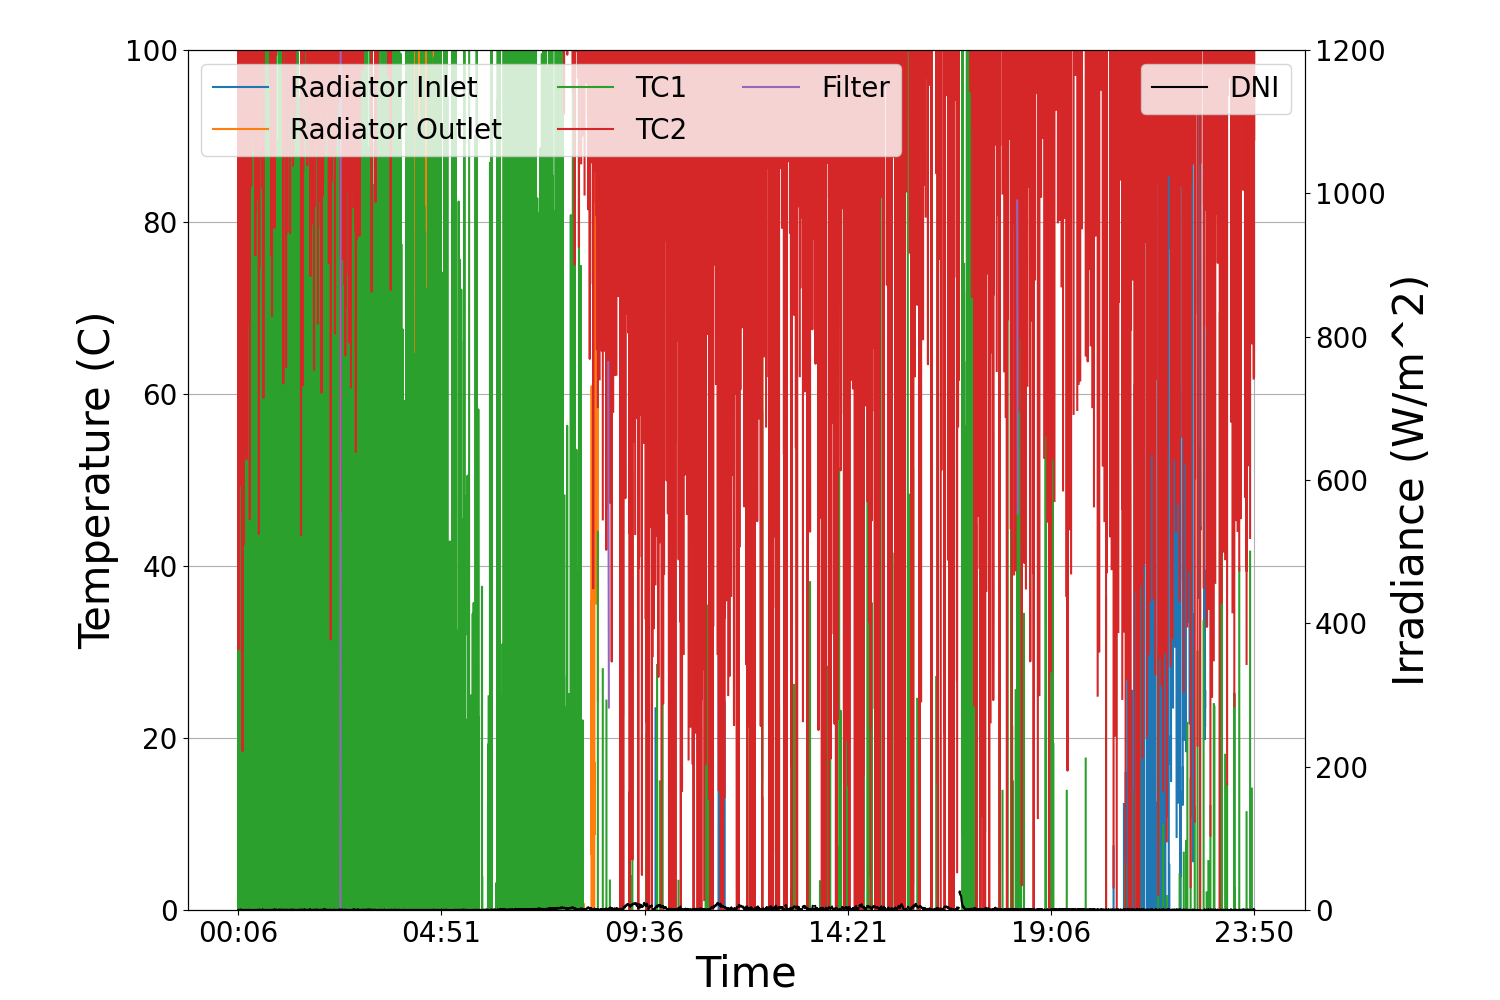 100
80
60
40
20
0
Temperature (C)
Radiator Inlet
Radiator Outlet
TC1
TC2
Filter
DNI
1200
1000
800
600
400
200
0
Irradiance (W/m^2)
00:06 04:51 09:36 14:21 19:06 23:50
Time